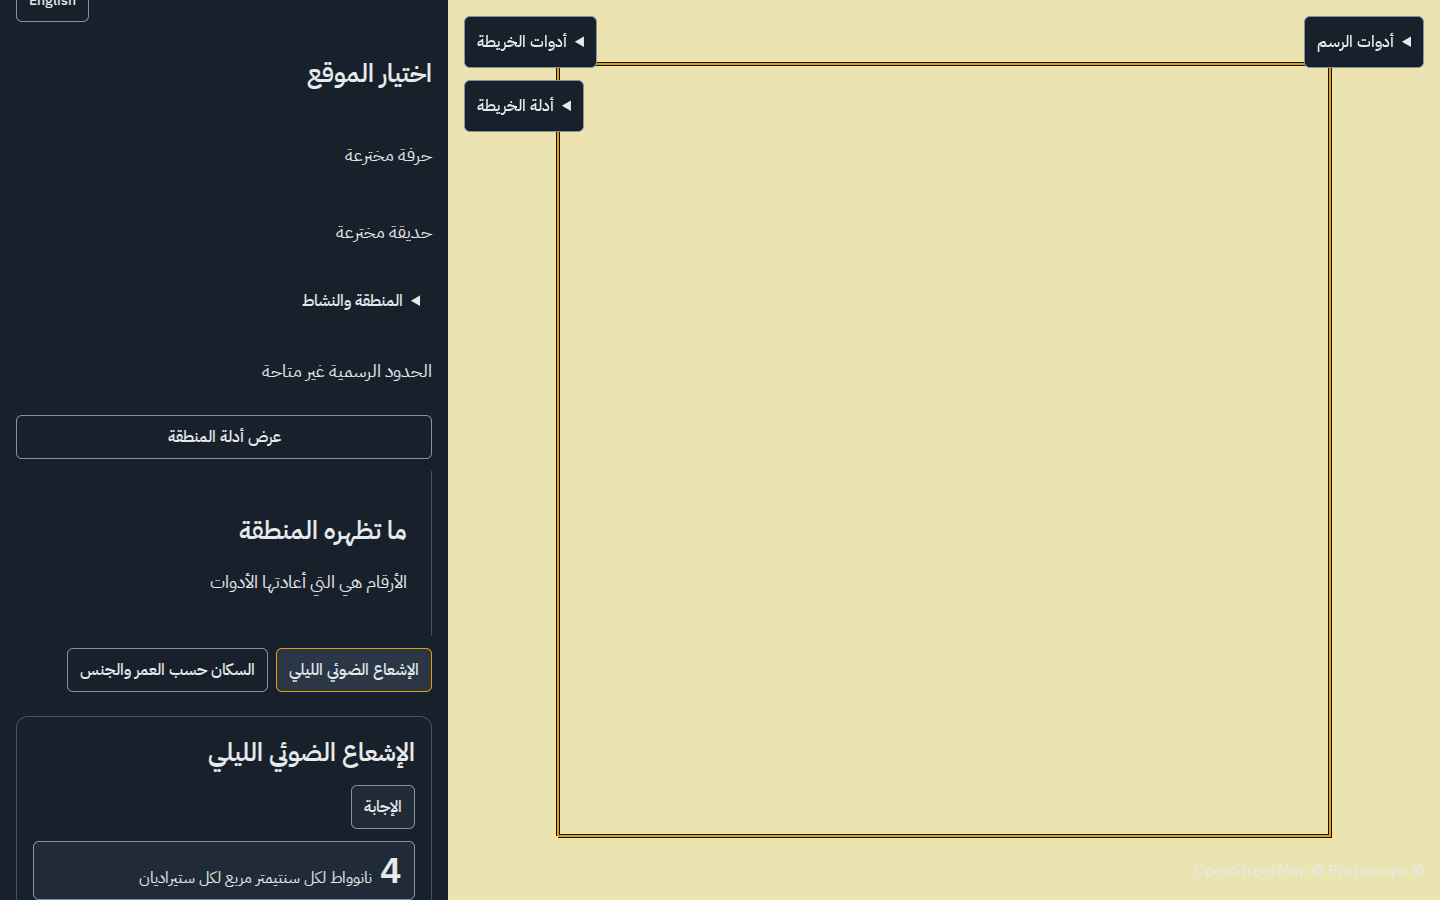 English
اختيار الموقع
حرفة مخترعة
حديقة مخترعة
المنطقة والنشاط
الحدود الرسمية غير متاحة
عرض أدلة المنطقة
ما تظهره المنطقة
الأرقام هي التي أعادتها الأدوات
الإشعاع الضوئي الليلي
السكان حسب العمر والجنس
الإشعاع الضوئي الليلي
الإجابة
4 نانوواط لكل سنتيمتر مربع لكل ستيراديان
أدوات الرسم
أدوات الخريطة
أدلة الخريطة
OpenStreetMap © Protomaps ©